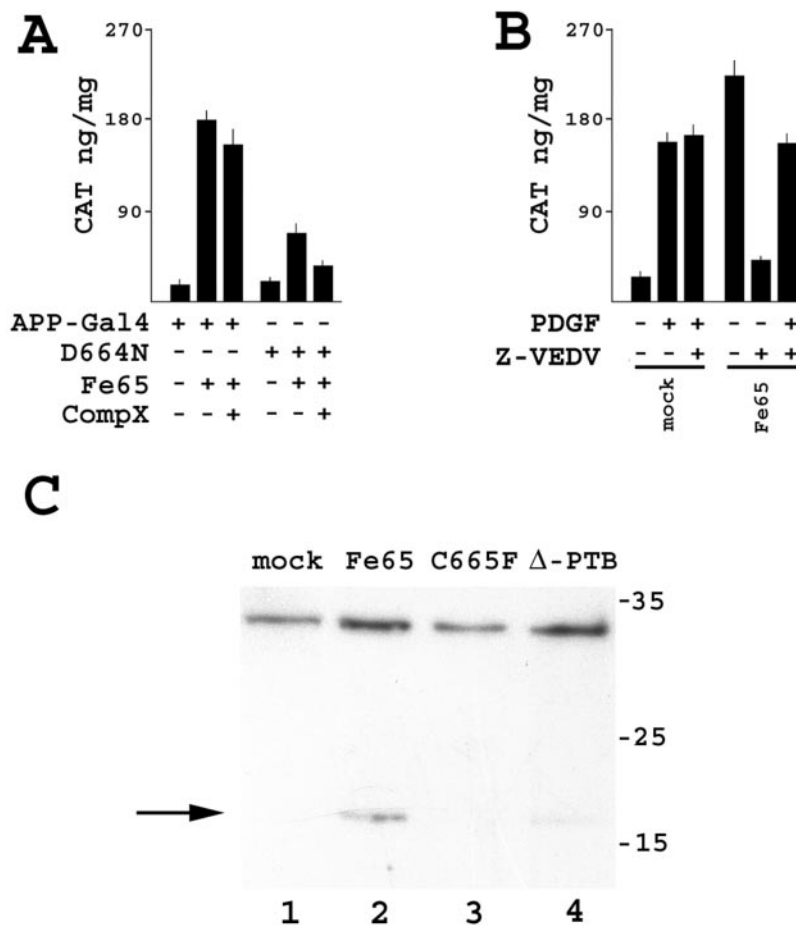 A
270
180
90
CAT ng/mg
APP-Gal4 + + + - - -
D664N - - - + + +
Fe65 - + + - + +
CompX - - + - - +
B
270
180
90
CAT ng/mg
PDGF - + + - - +
Z-VEDV - - + - + +
mock Fe65
C
mock Fe65 C665F Δ-PTB
-35
-25
-15
1 2 3 4